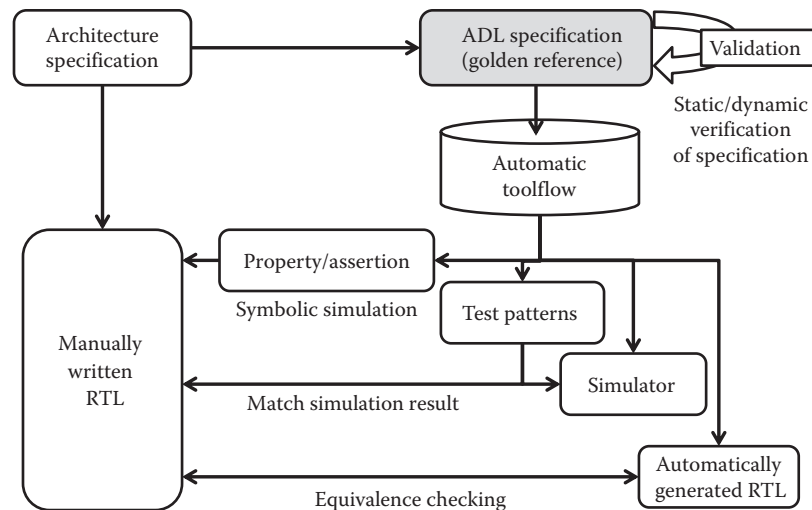 Architecture
specification
ADL specification
(golden reference)
Validation
Static/dynamic
verification
of specification
Automatic
toolflow
Property/assertion
Symbolic simulation
Test patterns
Manually
written
RTL
Simulator
Match simulation result
Automatically
generated RTL
Equivalence checking